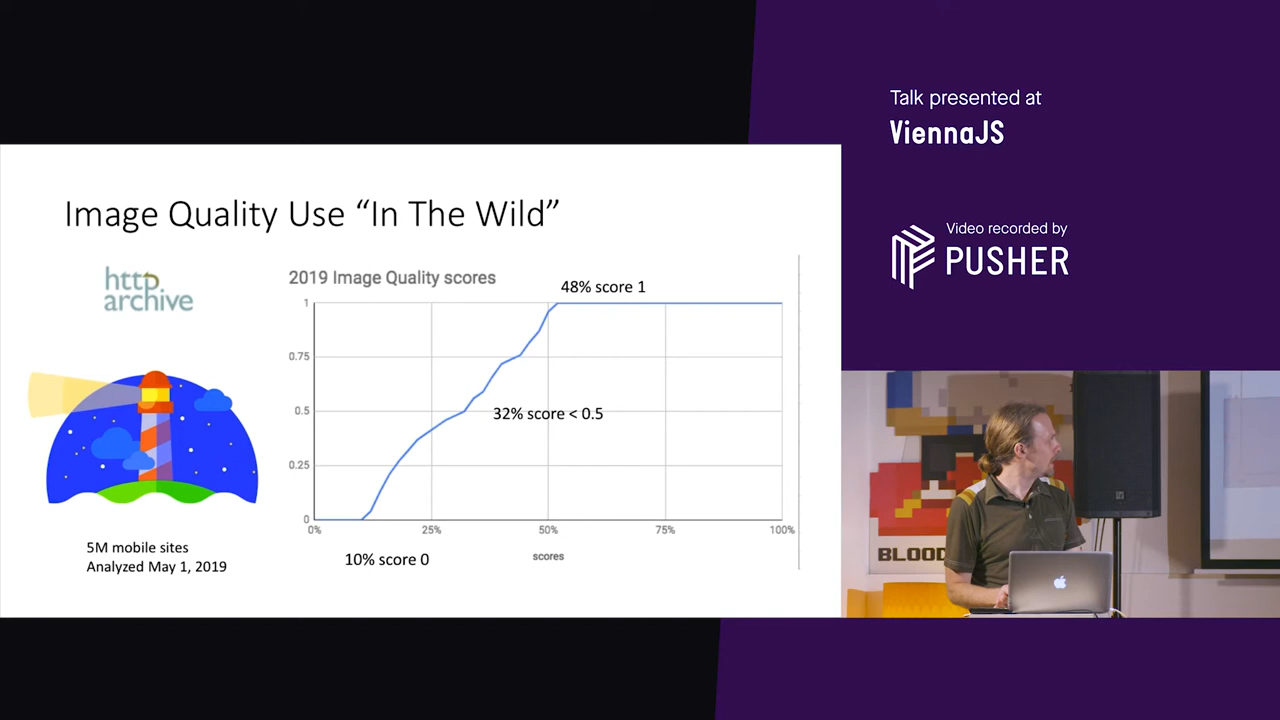 Talk presented at
ViennaJS
Video recorded by
PUSHER
Image Quality Use “In The Wild”
http
archive
2019 Image Quality scores
48% score 1
1
0.75
0.5
0.25
0
32% score < 0.5
0%
25%
50%
75%
100%
scores
10% score 0
5M mobile sites
Analyzed May 1, 2019
BLOOD